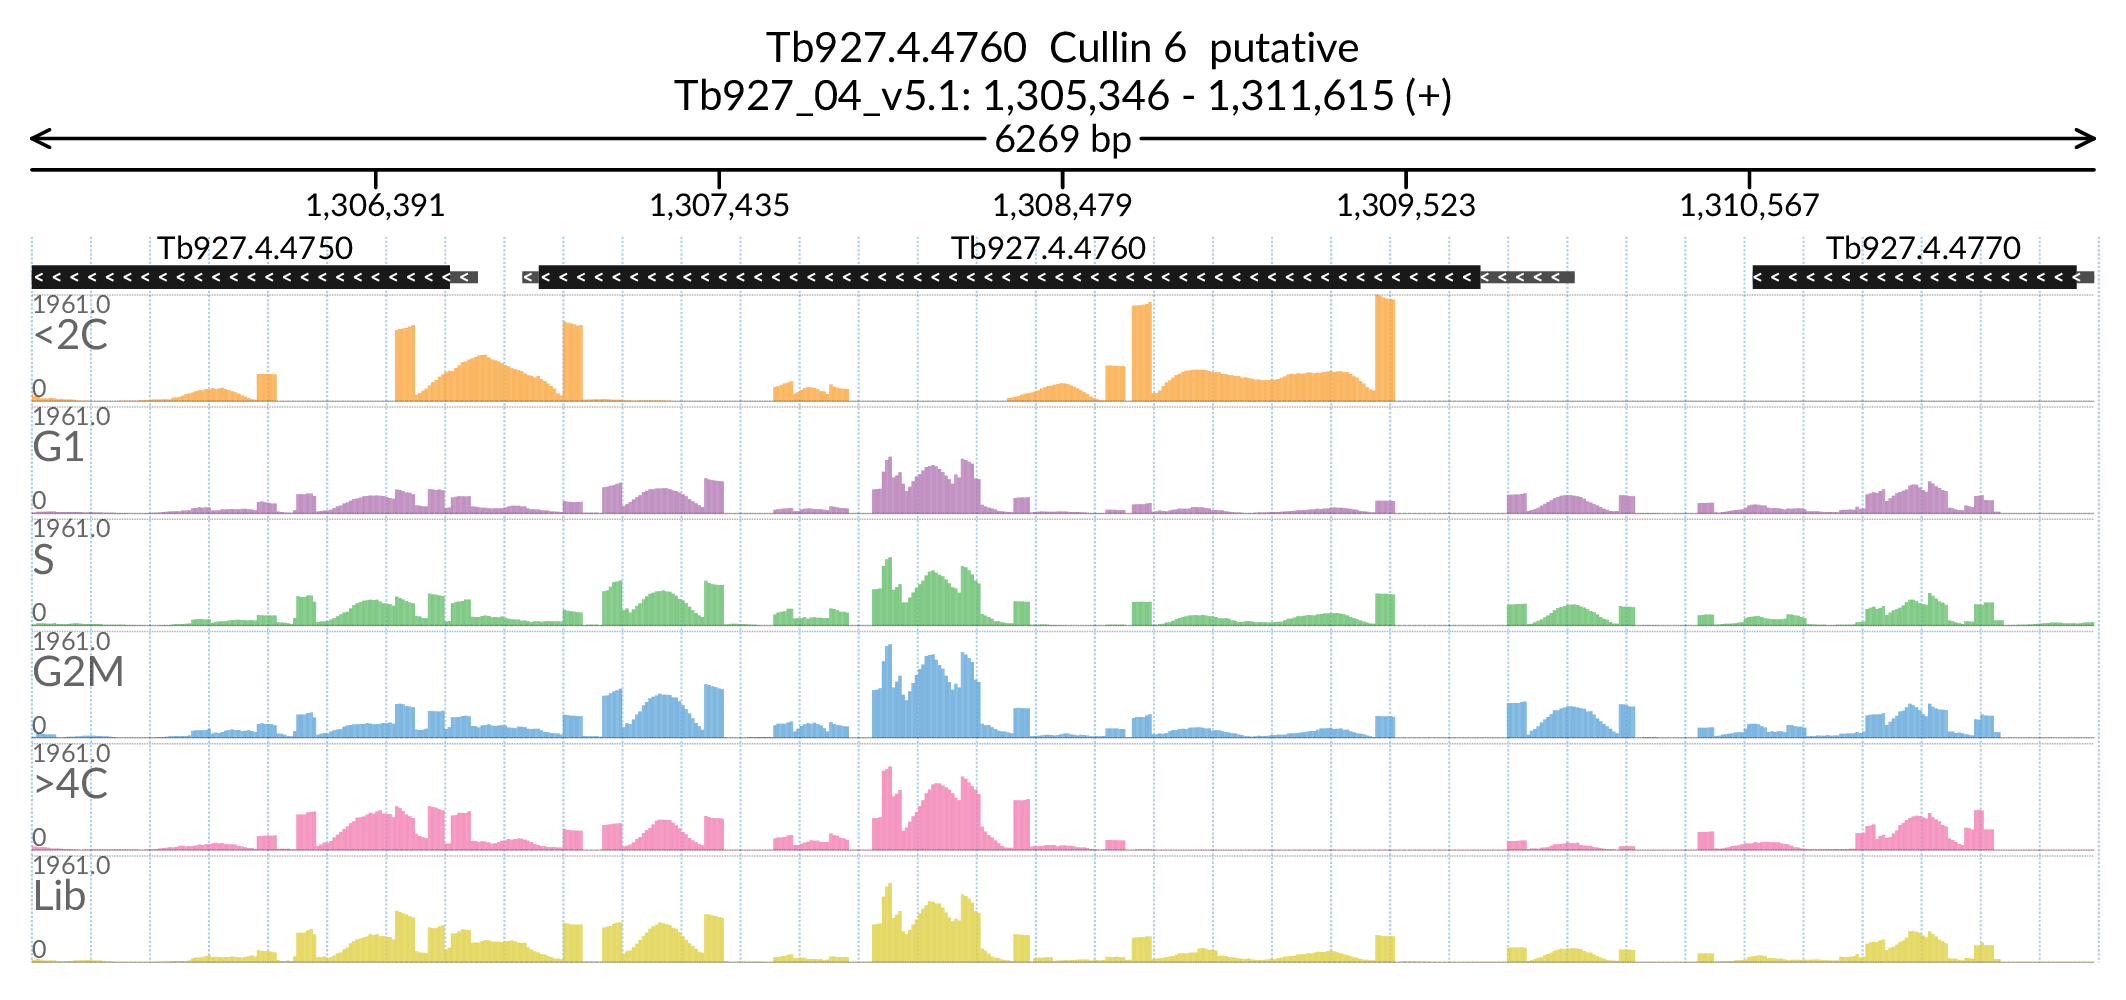 Tb927.4.4760  Cullin 6  putative
Tb927_04_v5.1: 1,305,346 - 1,311,615 (+)
6269 bp
1,306,391 1,307,435 1,308,479 1,309,523 1,310,567
Tb927.4.4750 Tb927.4.4760 Tb927.4.4770
1961.0
<2C
0
1961.0
G1
0
1961.0
S
0
1961.0
G2M
0
1961.0
>4C
0
1961.0
Lib
0